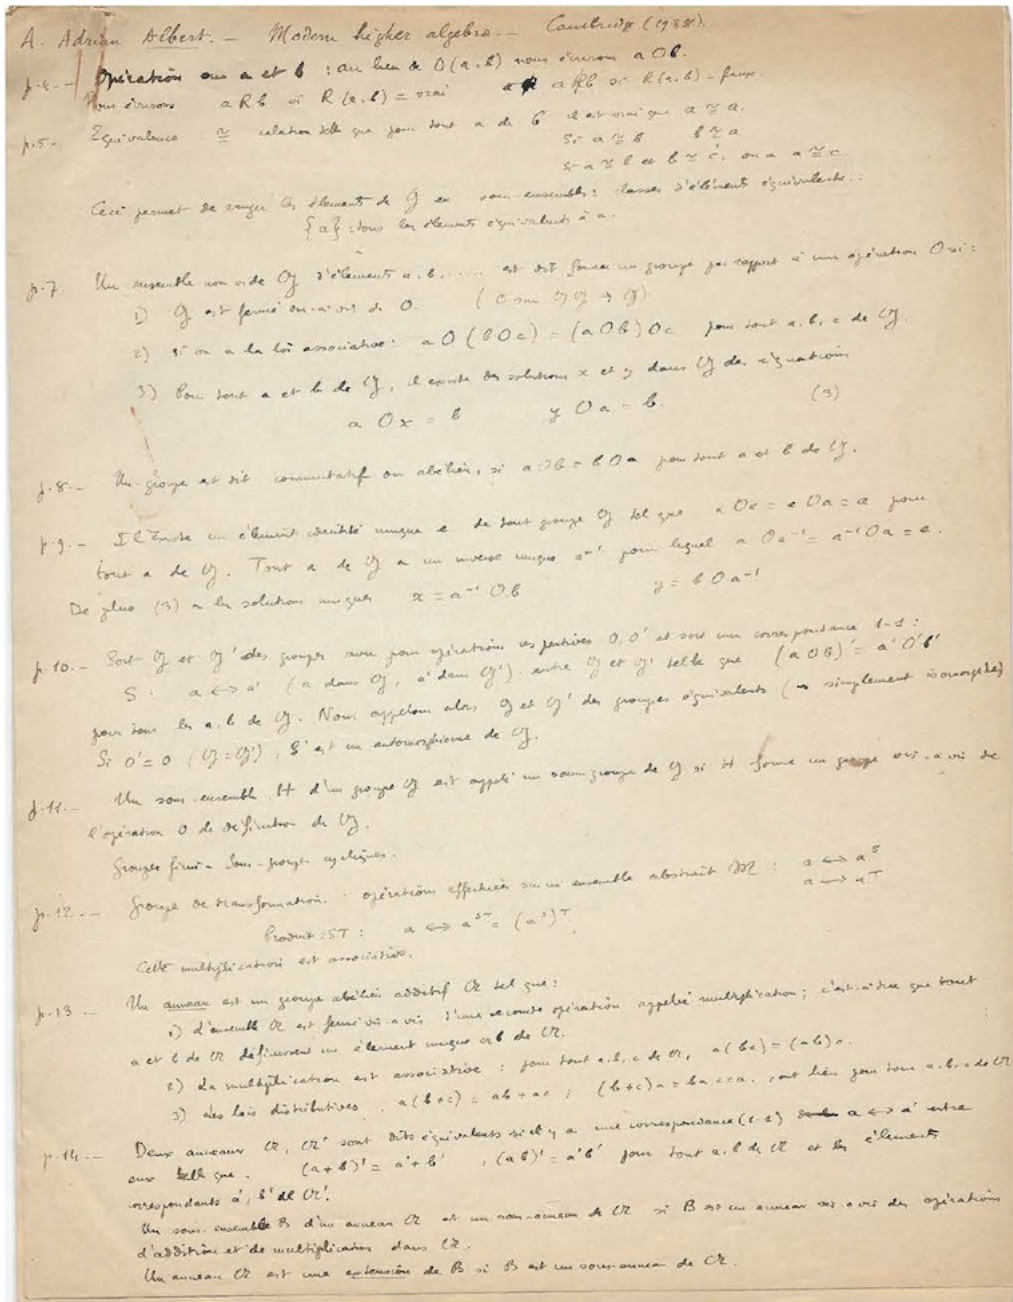 A. Adrian Albert. — Modern higher algebra. — Cambridge (1938).
p. 4. — Opération sur a et b : au lieu de O(a, b) nous écrivons a O b.
Nous écrivons a R b si R(a, b) = vrai a R̸ b si R(a, b) = faux.
p. 5. — Equivalence : ≅ relation telle que pour tout a de G il est vrai que a ≅ a.
Si a ≅ b b ≅ a
Si a ≅ b et b ≅ c, on a a ≅ c.
Ceci permet de ranger les éléments de G en sous-ensembles : classes d'éléments équivalents.
{a} : tous les éléments équivalents à a.
p. 7 Un ensemble non vide G d'éléments a, b, ...... est dit former un groupe par rapport à une opération O si :
1) G est fermé vis-à-vis de O. (O sur G G → G)
2) si on a la loi associative : a O (b O c) = (a O b) O c pour tout a, b, c de G.
3) Pour tout a et b de G, il existe des solutions x et y dans G des équations
a O x = b y O a = b. (3)
p. 8. — Un groupe est dit commutatif ou abélien, si a O b = b O a pour tout a et b de G.
p. 9. — Il existe un élément identité unique e de tout groupe G tel que a O e = e O a = a pour
tout a de G. Tout a de G a un inverse unique a⁻¹ pour lequel a O a⁻¹ = a⁻¹ O a = e.
De plus (3) a les solutions uniques x = a⁻¹ O b y = b O a⁻¹
p. 10. — Soit G et G' des groupes avec pour opérations respectives O, O' et soit une correspondance 1-1 :
S : a ↔ a' (a dans G, a' dans G') entre G et G' telle que (a O b)' = a' O' b'
pour tous les a, b de G. Nous appelons alors G et G' des groupes équivalents (ou simplement isomorphes)
Si O' = O (G = G'), S est un automorphisme de G.
p. 11. — Un sous-ensemble H d'un groupe G est appelé un sous-groupe de G si H forme un groupe vis-à-vis de
l'opération O de définition de G.
Groupes finis – Sous-groupes cycliques.
p. 12. — Groupe de transformation : opérations effectuées sur un ensemble abstrait M : a ↔ aˢ
a ↔ aᵀ
Produit : ST : a ↔ aˢᵀ = (aˢ)ᵀ
Cette multiplication est associative.
p. 13. — Un anneau est un groupe abélien additif A tel que :
1) L'ensemble A est fermé vis-à-vis d'une seconde opération appelée multiplication ; c'est-à-dire que tout
a et b de A définissent un élément unique ab de A.
2) La multiplication est associative : pour tout a, b, c de A, a(bc) = (ab)c.
3) Les lois distributives : a(b+c) = ab + ac ; (b+c)a = ba + ca, ont lieu pour tous a, b, c de A
p. 14. — Deux anneaux A, A' sont dits équivalents s'il y a une correspondance (1-1) a ↔ a' entre
eux telle que (a+b)' = a'+b' , (ab)' = a'b' pour tout a, b de A et les éléments
correspondants a', b' de A'.
Un sous-ensemble B d'un anneau A est un sous-anneau de A si B est un anneau vis-à-vis des opérations
d'addition et de multiplication dans A.
Un anneau A est une extension de B si B est un sous-anneau de A.